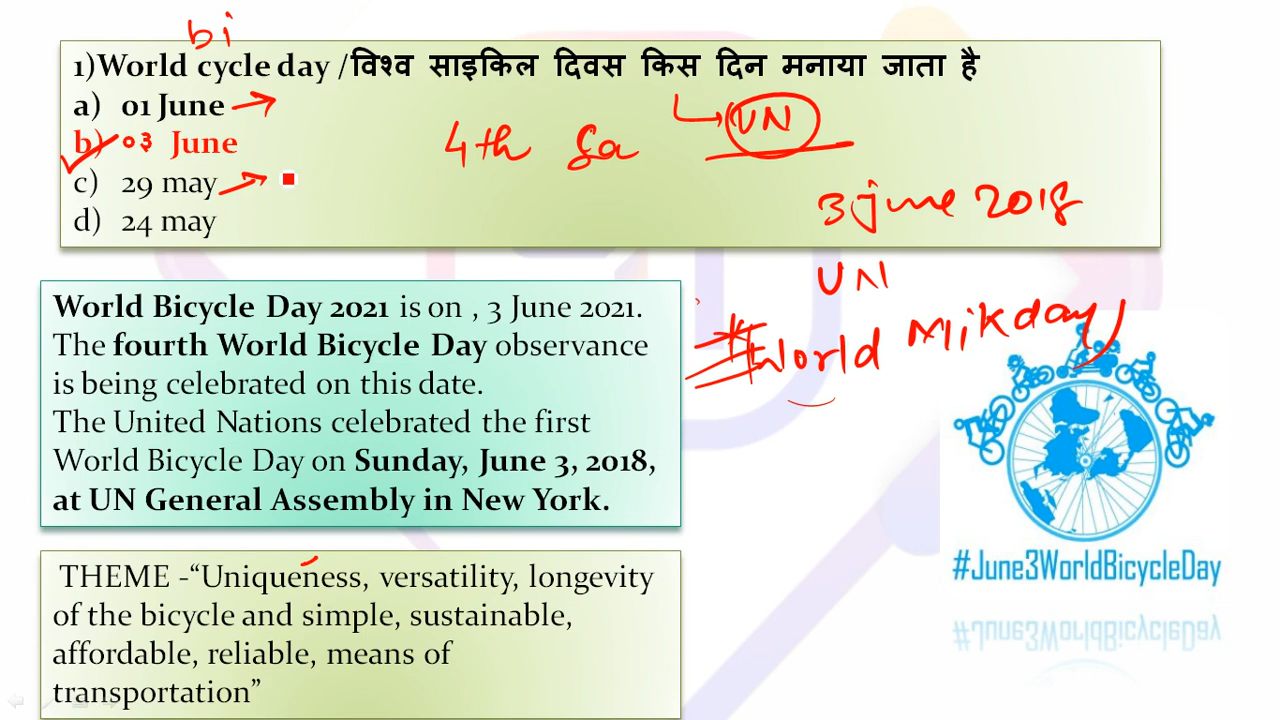 bi
1)World cycle day /विश्व साइकिल दिवस किस दिन मनाया जाता है
a) 01 June
b) ०३ June
c) 29 may
d) 24 may
UN
4th
3 june 2018
UN
World Milk day
World Bicycle Day 2021 is on , 3 June 2021.
The fourth World Bicycle Day observance
is being celebrated on this date.
The United Nations celebrated the first
World Bicycle Day on Sunday, June 3, 2018,
at UN General Assembly in New York.
#June3WorldBicycleDay
THEME -“Uniqueness, versatility, longevity
of the bicycle and simple, sustainable,
affordable, reliable, means of
transportation”